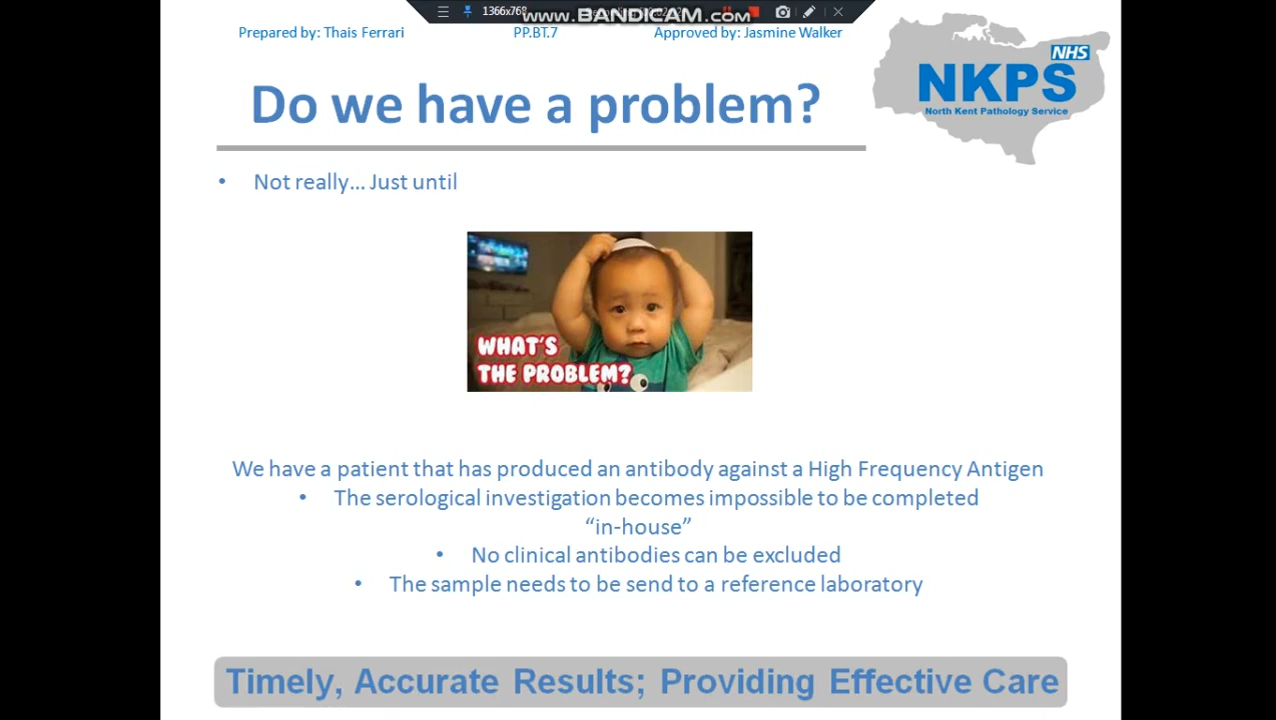 1366x768
www.BANDICAM.com
Prepared by: Thais Ferrari
PP.BT.7
Approved by: Jasmine Walker
NHS
NKPS
North Kent Pathology Service
Do we have a problem?
• Not really... Just until
WHAT'S
THE PROBLEM?
We have a patient that has produced an antibody against a High Frequency Antigen
• The serological investigation becomes impossible to be completed
“in-house”
• No clinical antibodies can be excluded
• The sample needs to be send to a reference laboratory
Timely, Accurate Results; Providing Effective Care